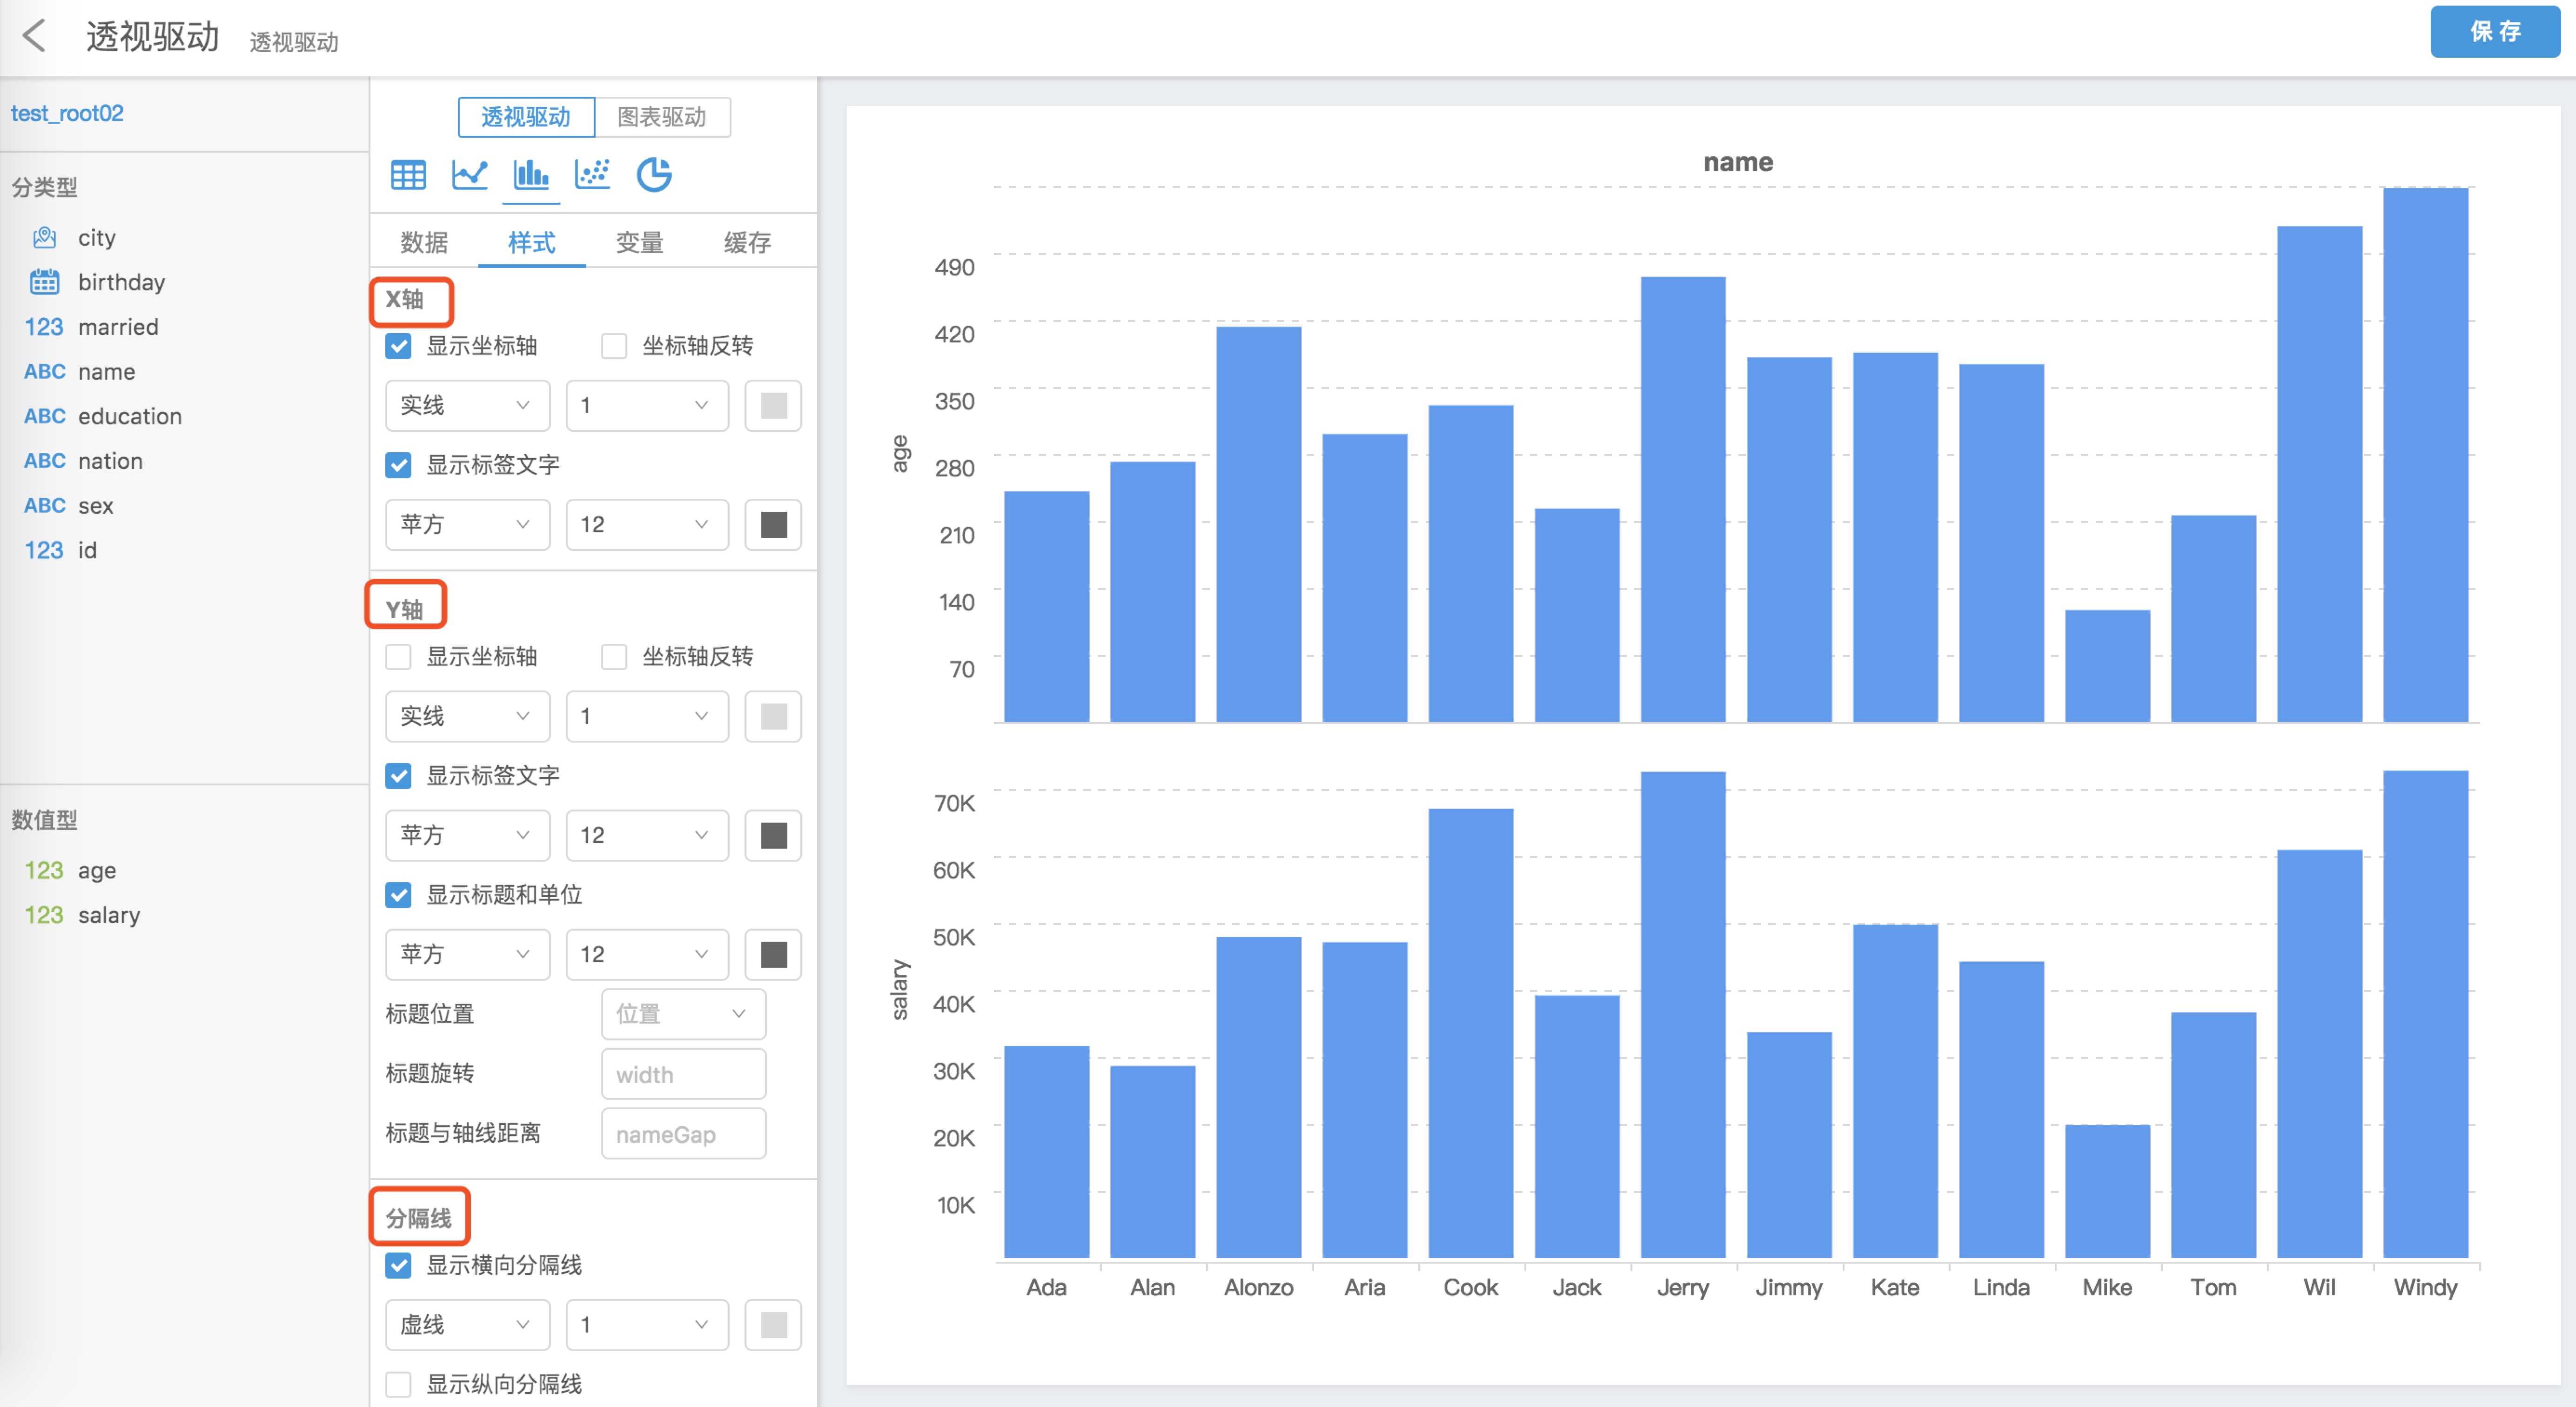 透视驱动 透视驱动
保 存
test_root02
分类型
city
birthday
123 married
ABC name
ABC education
ABC nation
ABC sex
123 id
数值型
123 age
123 salary
透视驱动 图表驱动
数据 样式 变量 缓存
X轴
显示坐标轴 坐标轴反转
实线 1
显示标签文字
苹方 12
Y轴
显示坐标轴 坐标轴反转
实线 1
显示标签文字
苹方 12
显示标题和单位
苹方 12
标题位置 位置
标题旋转 width
标题与轴线距离 nameGap
分隔线
显示横向分隔线
虚线 1
显示纵向分隔线
name
age
490
420
350
280
210
140
70
salary
70K
60K
50K
40K
30K
20K
10K
Ada Alan Alonzo Aria Cook Jack Jerry Jimmy Kate Linda Mike Tom Wil Windy